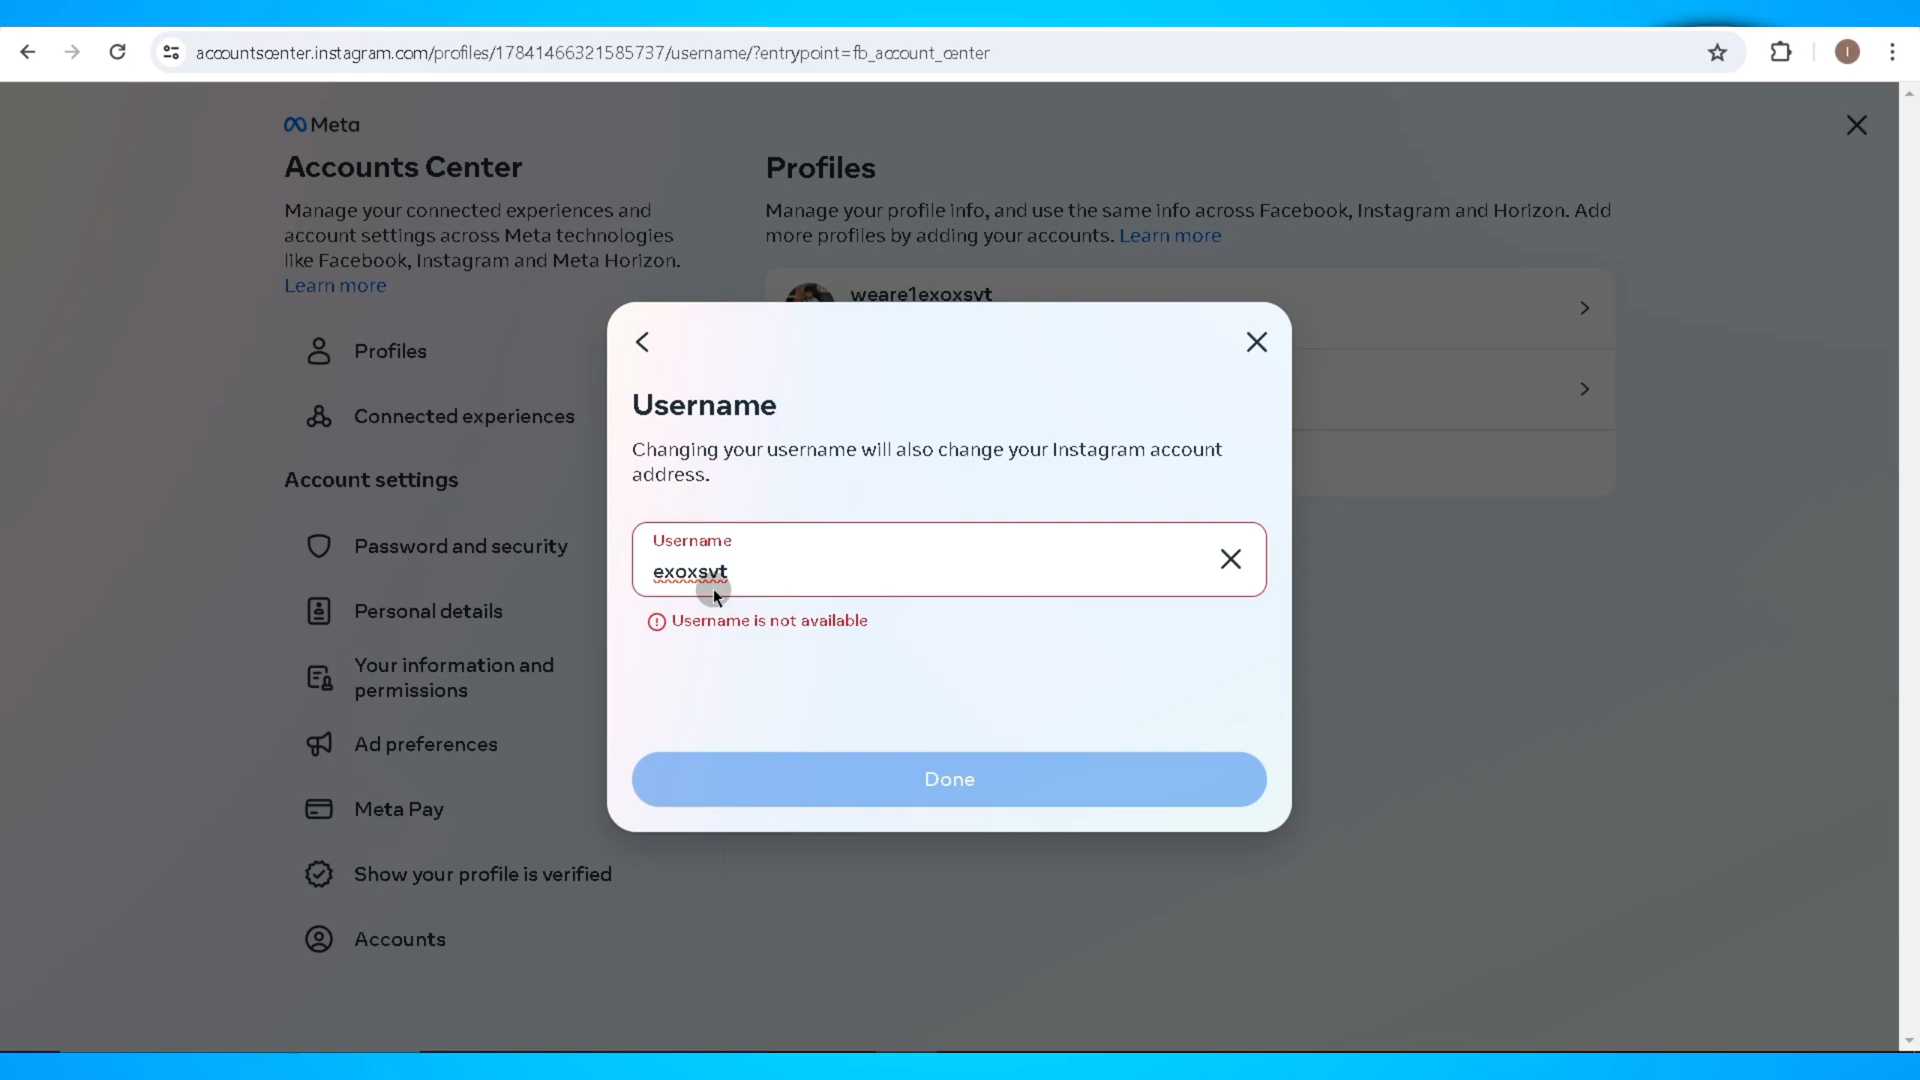 accountscenter.instagram.com/profiles/17841466321585737/username/?entrypoint=fb_account_center
I
Meta
Accounts Center
Manage your connected experiences and
account settings across Meta technologies
like Facebook, Instagram and Meta Horizon.
Learn more
Profiles
Connected experiences
Account settings
Password and security
Personal details
Your information and
permissions
Ad preferences
Meta Pay
Show your profile is verified
Accounts
Profiles
Manage your profile info, and use the same info across Facebook, Instagram and Horizon. Add
more profiles by adding your accounts. Learn more
weare1exoxsvt
Username
Changing your username will also change your Instagram account
address.
Username
exoxsvt
Username is not available
Done